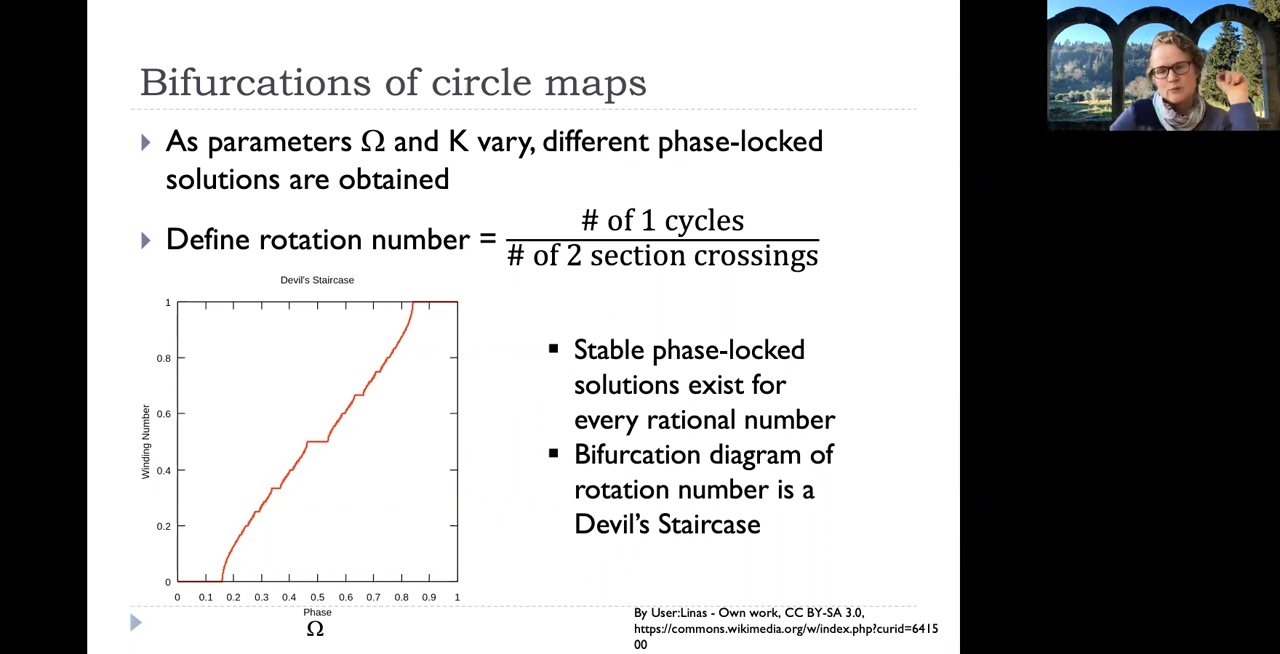 Bifurcations of circle maps
As parameters Ω and K vary, different phase-locked
solutions are obtained
Define rotation number = # of 1 cycles
# of 2 section crossings
Devil's Staircase
1
0.8
0.6
0.4
0.2
0
Winding Number
0 0.1 0.2 0.3 0.4 0.5 0.6 0.7 0.8 0.9 1
Phase
Ω
Stable phase-locked
solutions exist for
every rational number
Bifurcation diagram of
rotation number is a
Devil’s Staircase
By User:Linas - Own work, CC BY-SA 3.0,
https://commons.wikimedia.org/w/index.php?curid=6415
00